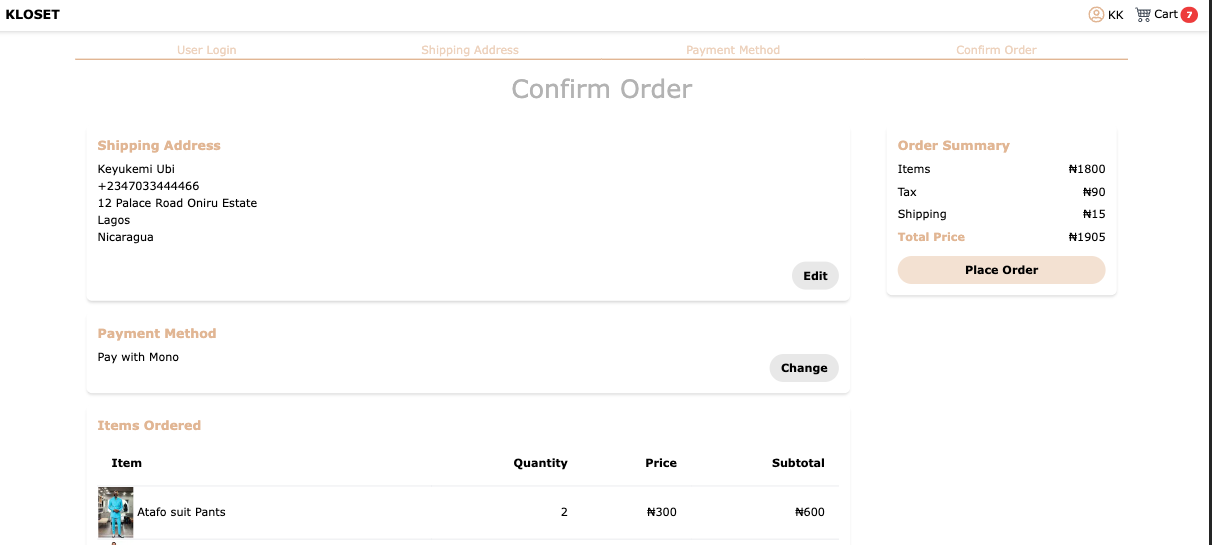 KLOSET
KK Cart 7
User Login Shipping Address Payment Method Confirm Order
Confirm Order
Shipping Address
Keyukemi Ubi
+2347033444466
12 Palace Road Oniru Estate
Lagos
Nicaragua
Edit
Order Summary
Items ₦1800
Tax ₦90
Shipping ₦15
Total Price ₦1905
Place Order
Payment Method
Pay with Mono
Change
Items Ordered
Item Quantity Price Subtotal
Atafo suit Pants 2 ₦300 ₦600